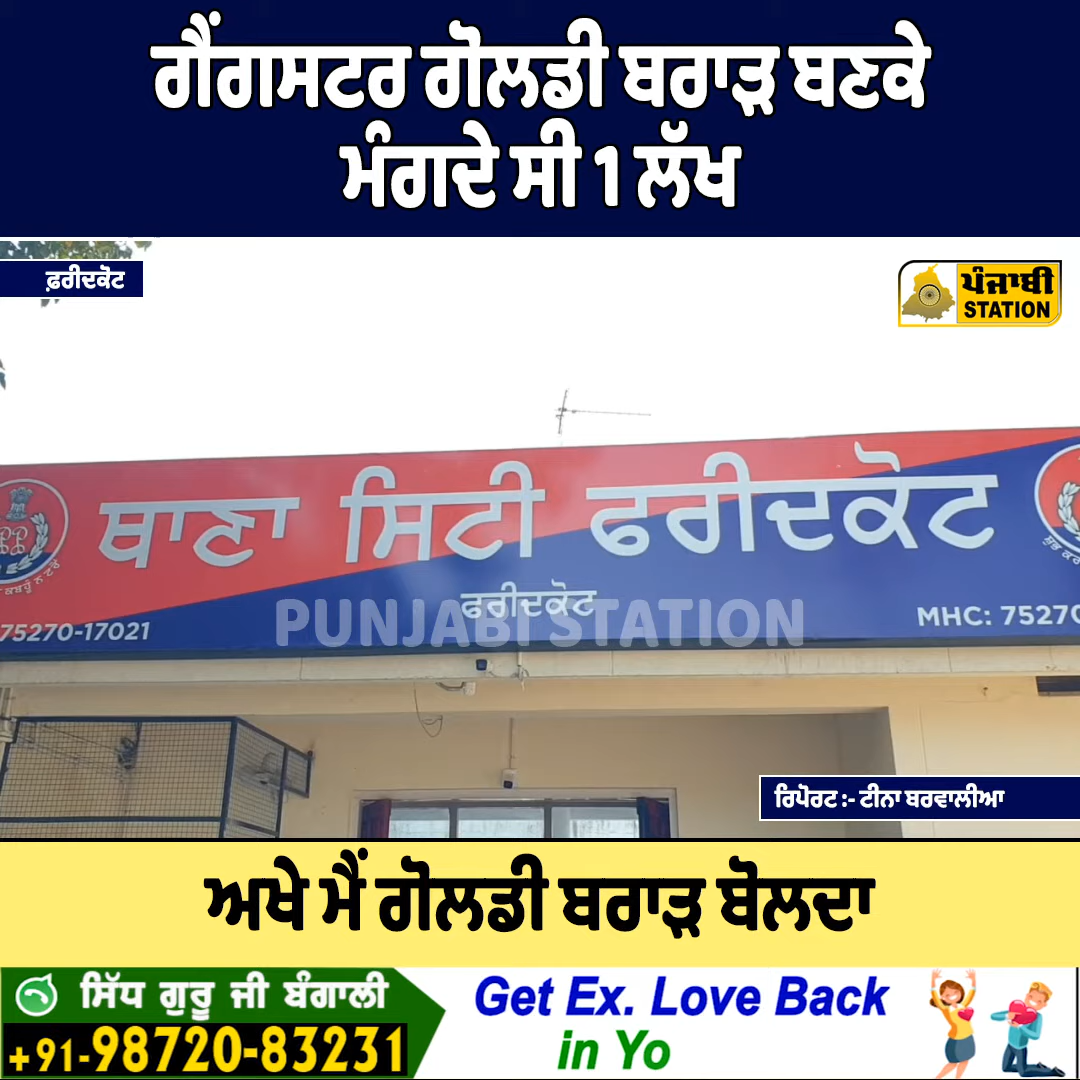 ਗੈਂਗਸਟਰ ਗੋਲਡੀ ਬਰਾੜ ਬਣਕੇ
ਮੰਗਦੇ ਸੀ 1 ਲੱਖ
ਫ਼ਰੀਦਕੋਟ
ਪੰਜਾਬੀ
STATION
ਥਾਣਾ ਸਿਟੀ ਫਰੀਦਕੋਟ
ਫਰੀਦਕੋਟ
75270-17021
MHC: 7527
PUNJABI STATION
ਰਿਪੋਰਟ :- ਟੀਨਾ ਬਰਵਾਲੀਆ
ਅਖੇ ਮੈਂ ਗੋਲਡੀ ਬਰਾੜ ਬੋਲਦਾ
ਸਿੱਧ ਗੁਰੂ ਜੀ ਬੰਗਾਲੀ
+91-98720-83231
Get Ex. Love Back
in Yo